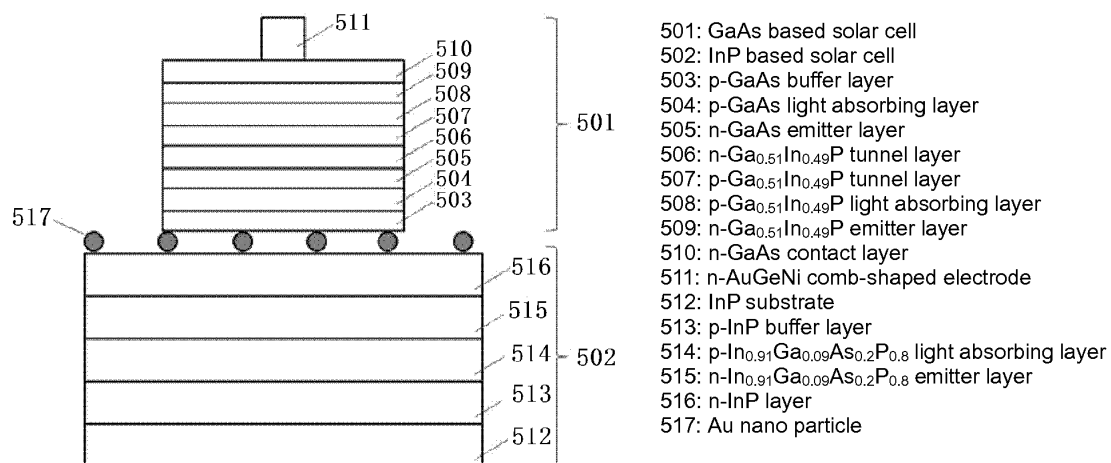 511
510
509
508
507
506
505
504
503
501
517
516
515
514
513
512
502
501: GaAs based solar cell
502: InP based solar cell
503: p-GaAs buffer layer
504: p-GaAs light absorbing layer
505: n-GaAs emitter layer
506: n-Ga0.51In0.49P tunnel layer
507: p-Ga0.51In0.49P tunnel layer
508: p-Ga0.51In0.49P light absorbing layer
509: n-Ga0.51In0.49P emitter layer
510: n-GaAs contact layer
511: n-AuGeNi comb-shaped electrode
512: InP substrate
513: p-InP buffer layer
514: p-In0.91Ga0.09As0.2P0.8 light absorbing layer
515: n-In0.91Ga0.09As0.2P0.8 emitter layer
516: n-InP layer
517: Au nano particle